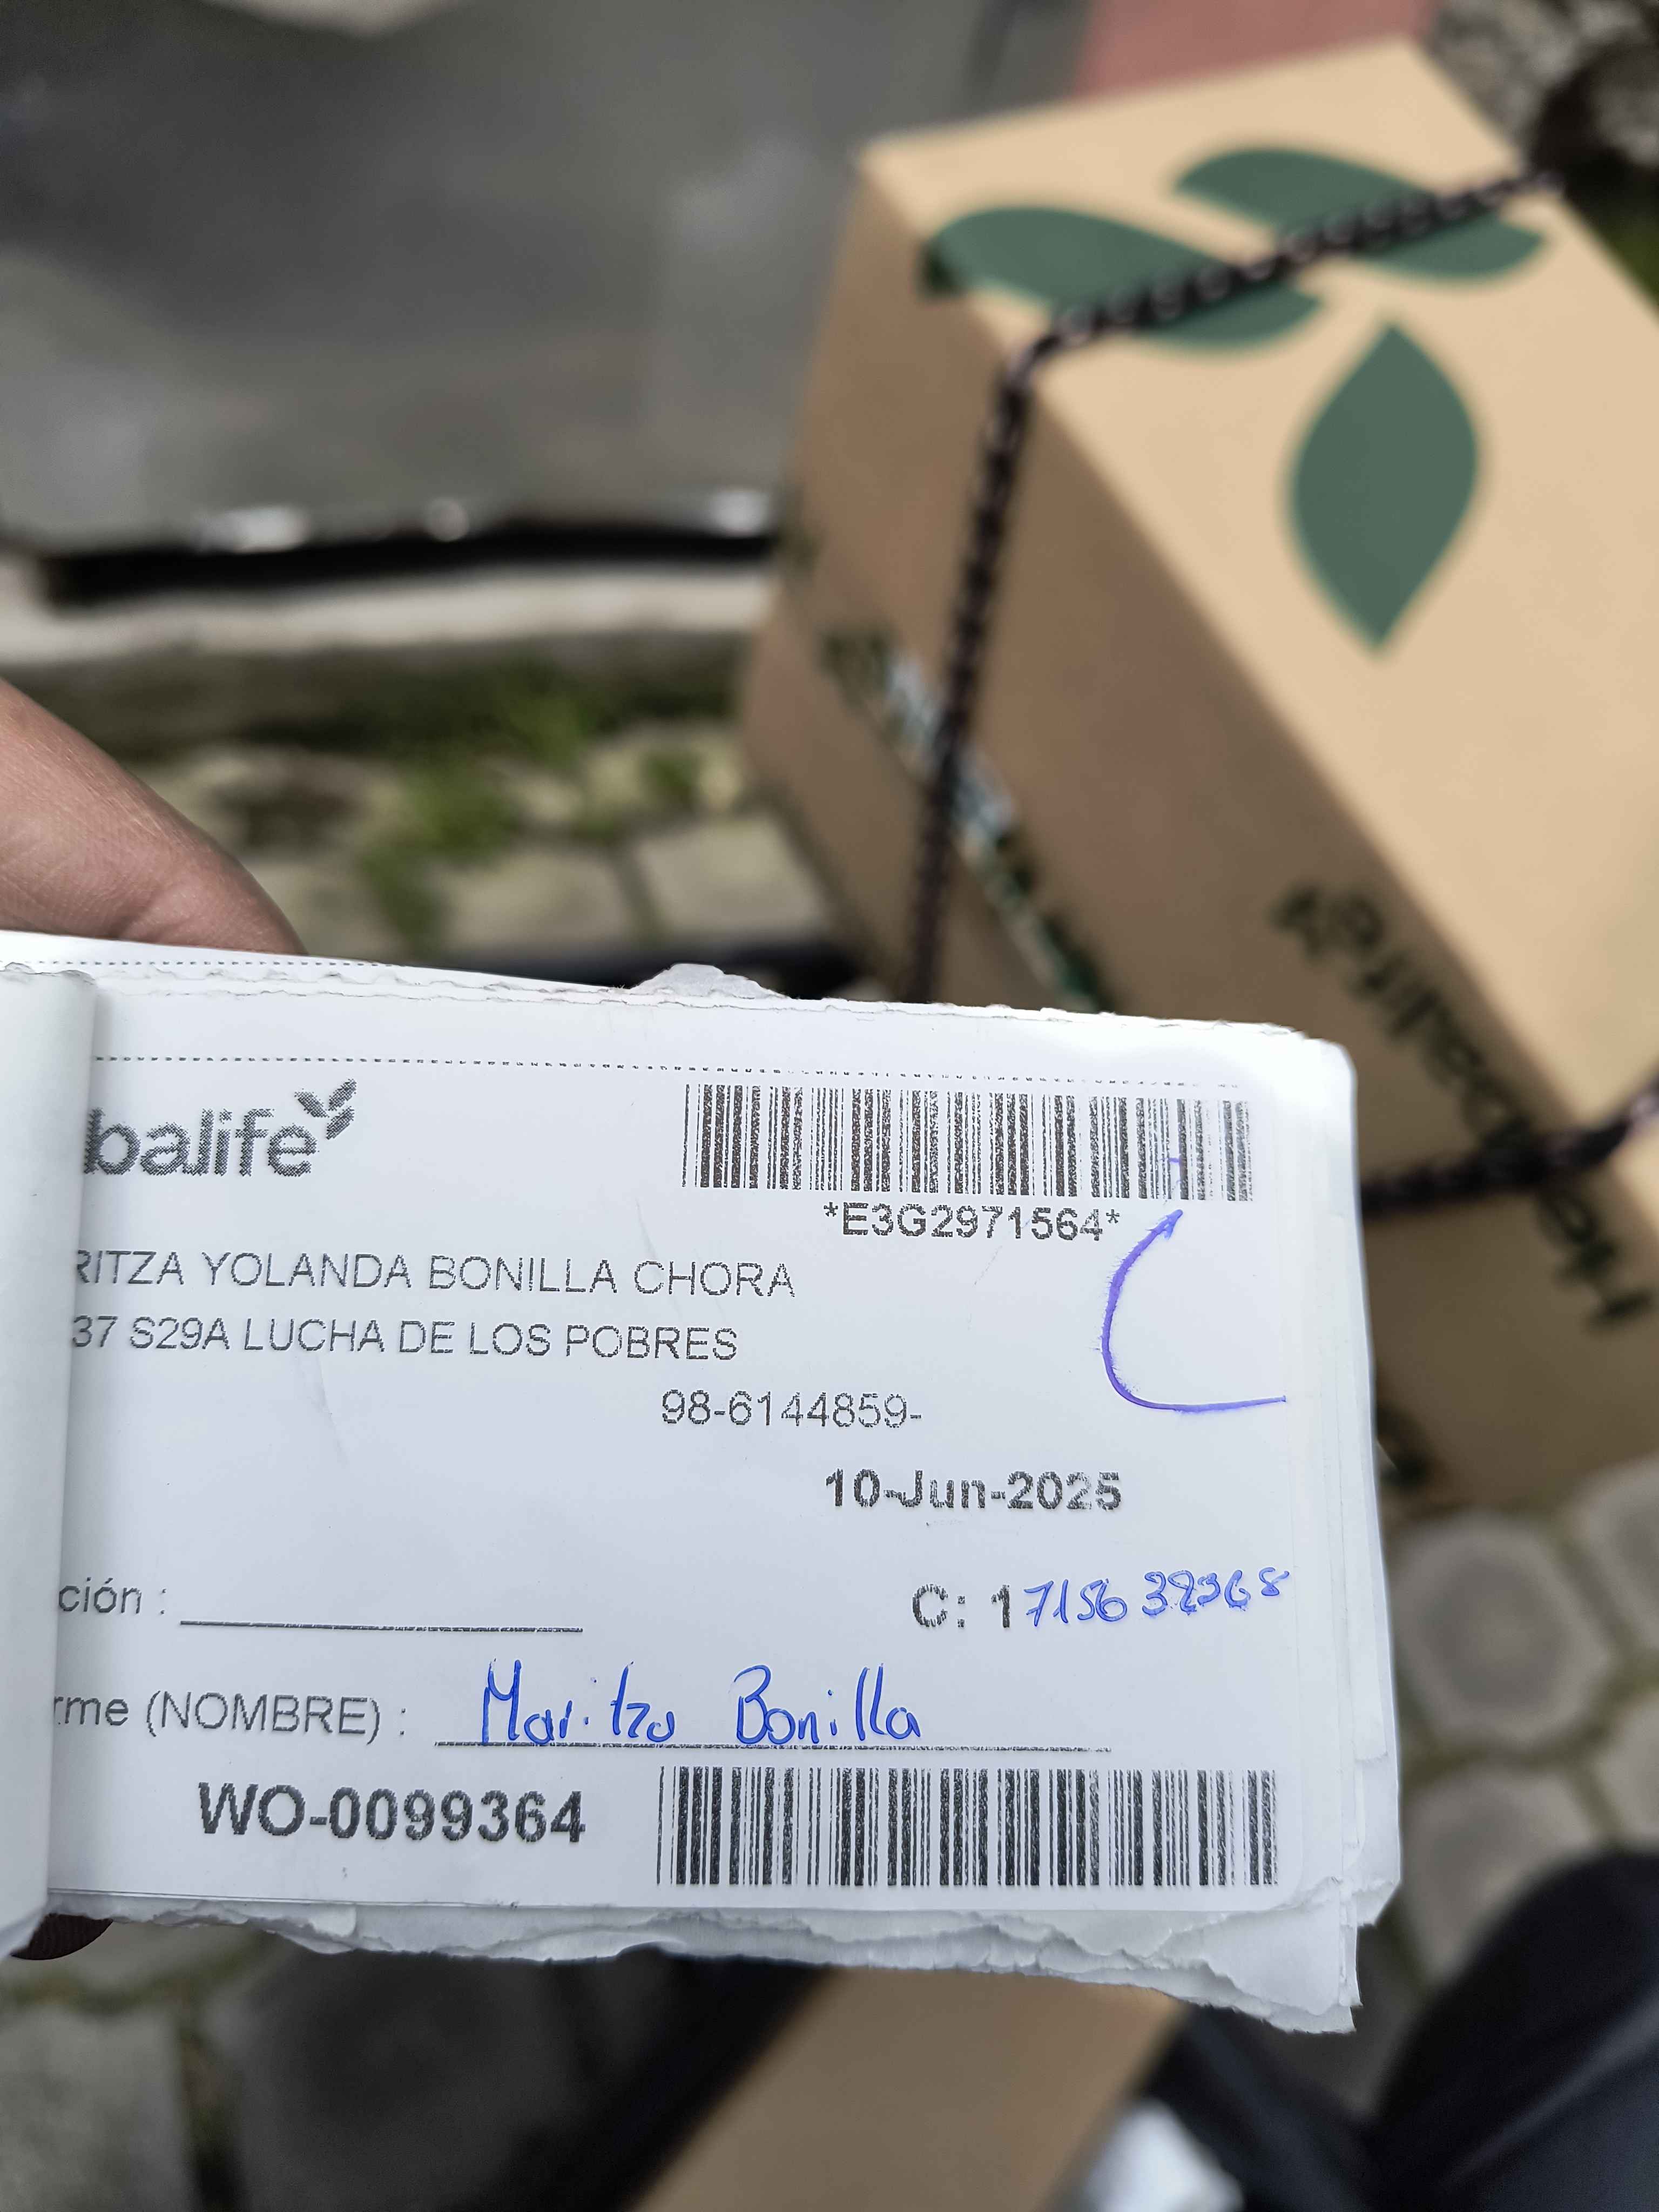 balife
*E3G2971564*
RITZA YOLANDA BONILLA CHORA
37 S29A LUCHA DE LOS POBRES
98-6144859-
10-Jun-2025
ción :
C: 1715632368
rme (NOMBRE) : Maritza Bonilla
WO-0099364
Herbalife